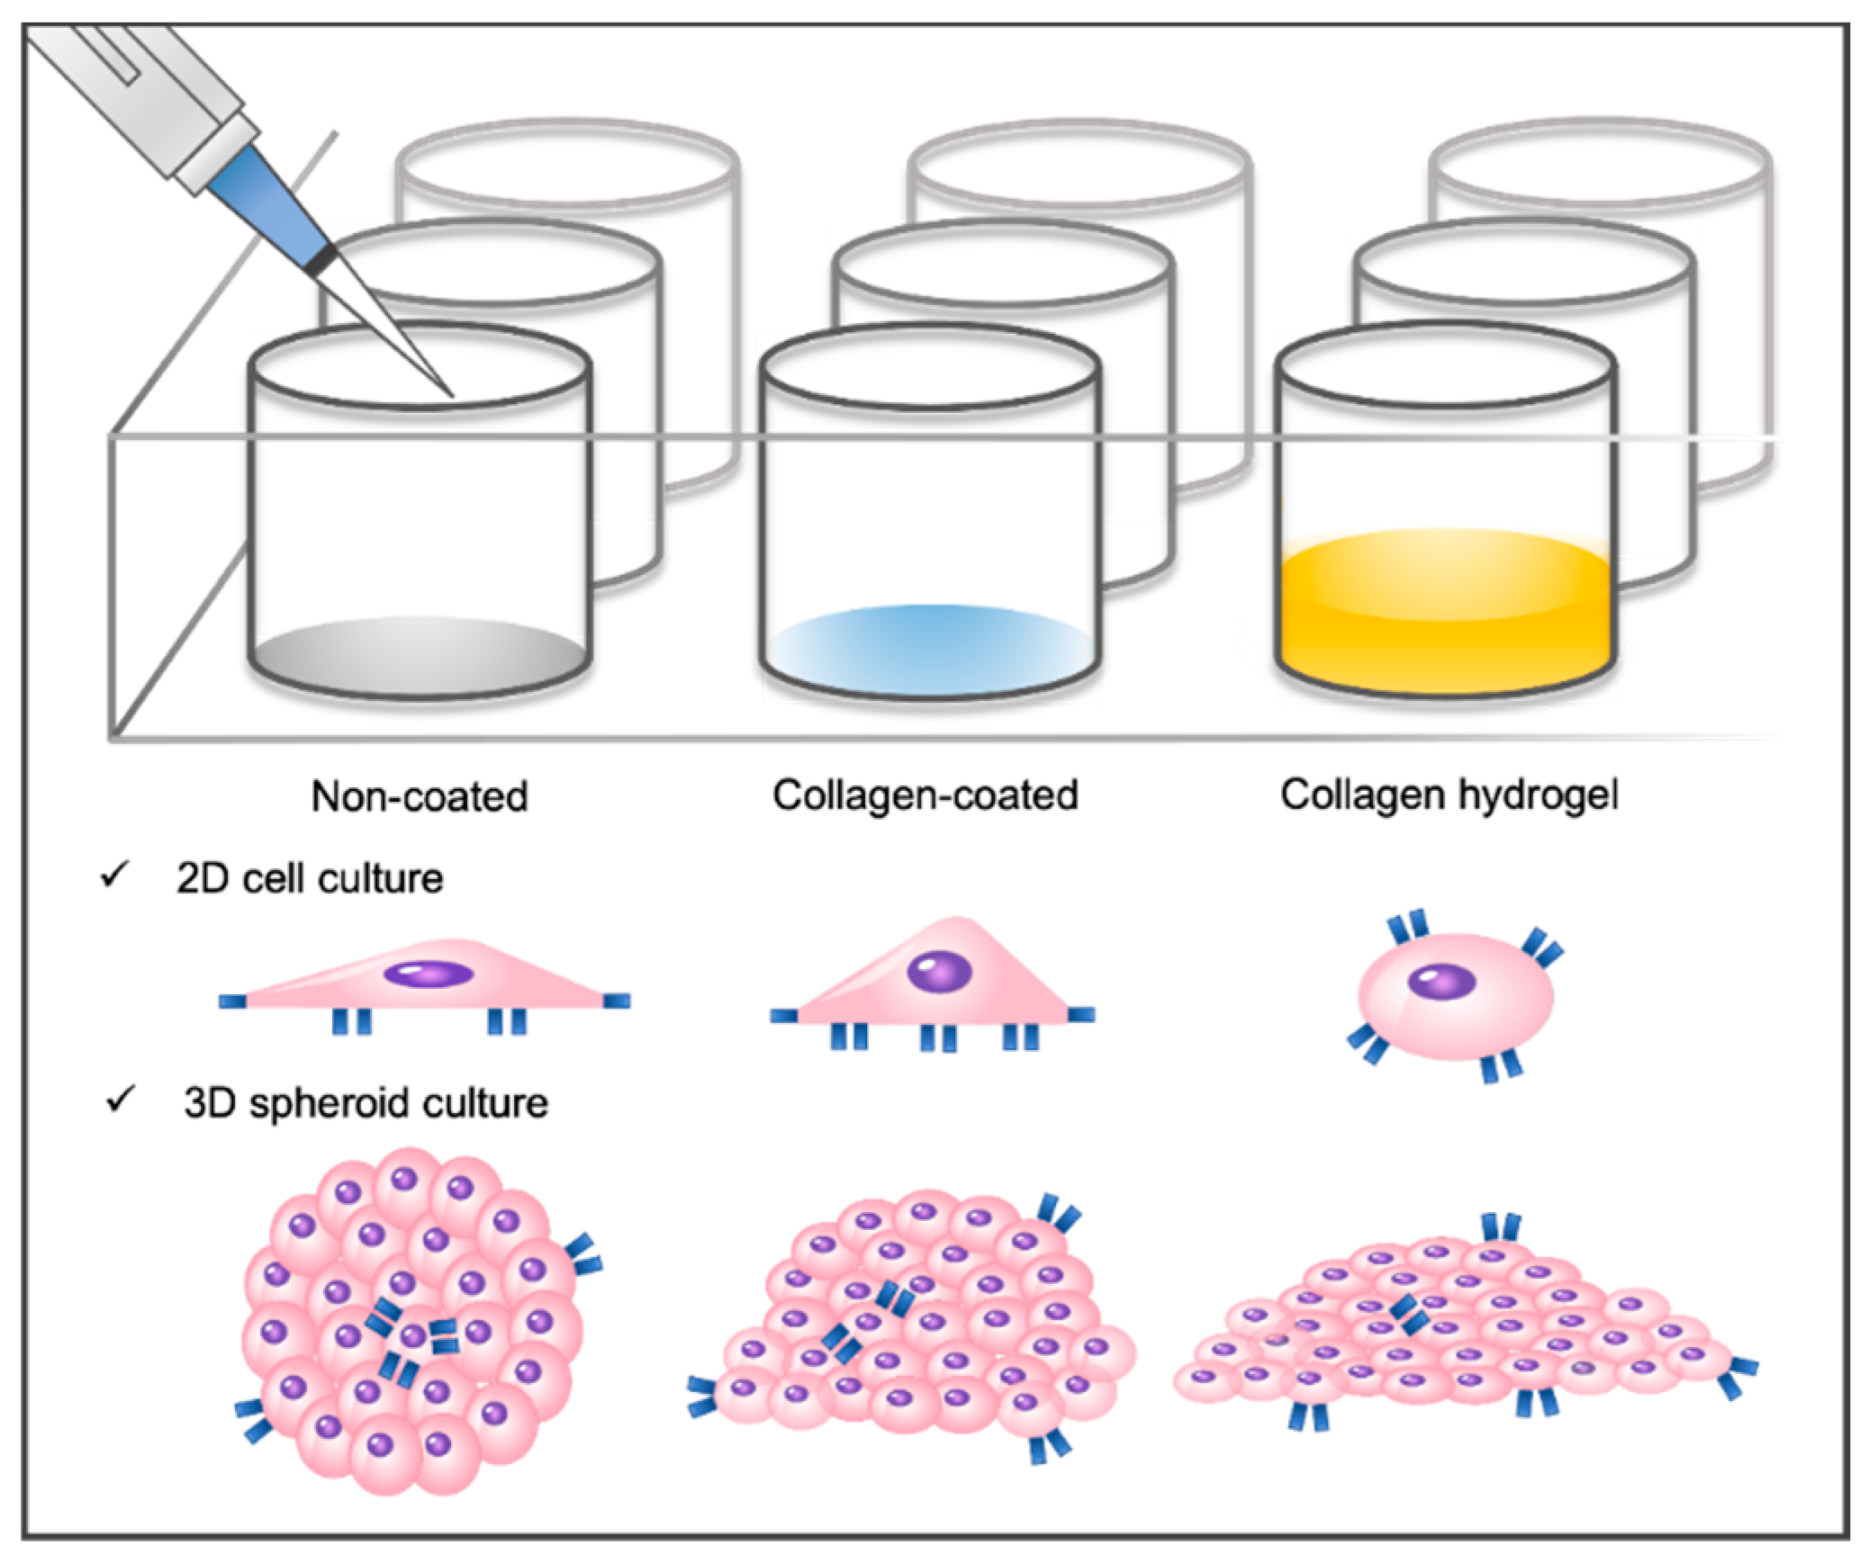 Non-coated
Collagen-coated
Collagen hydrogel
✓ 2D cell culture
✓ 3D spheroid culture